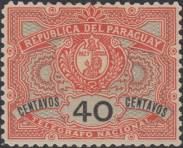 REPUBLICA DEL PARAGUAY
CENTAVOS 40 CENTAVOS
TELEGRAFO NACIONAL